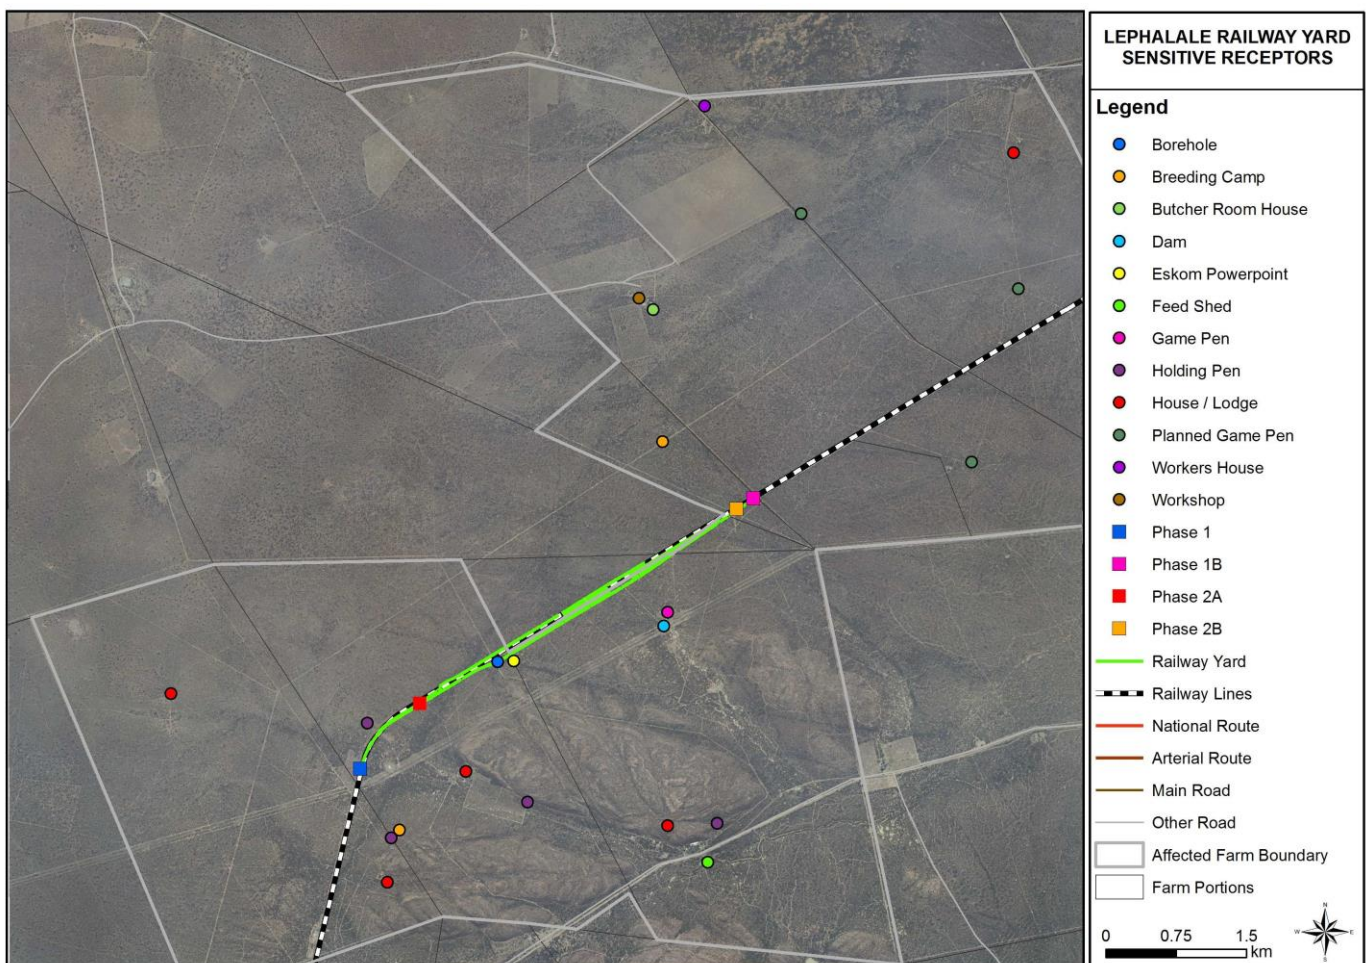 LEPHALALE RAILWAY YARD
SENSITIVE RECEPTORS
Legend
Borehole
Breeding Camp
Butcher Room House
Dam
Eskom Powerpoint
Feed Shed
Game Pen
Holding Pen
House / Lodge
Planned Game Pen
Workers House
Workshop
Phase 1
Phase 1B
Phase 2A
Phase 2B
Railway Yard
Railway Lines
National Route
Arterial Route
Main Road
Other Road
Affected Farm Boundary
Farm Portions
N
W E
S
0 0.75 1.5
km